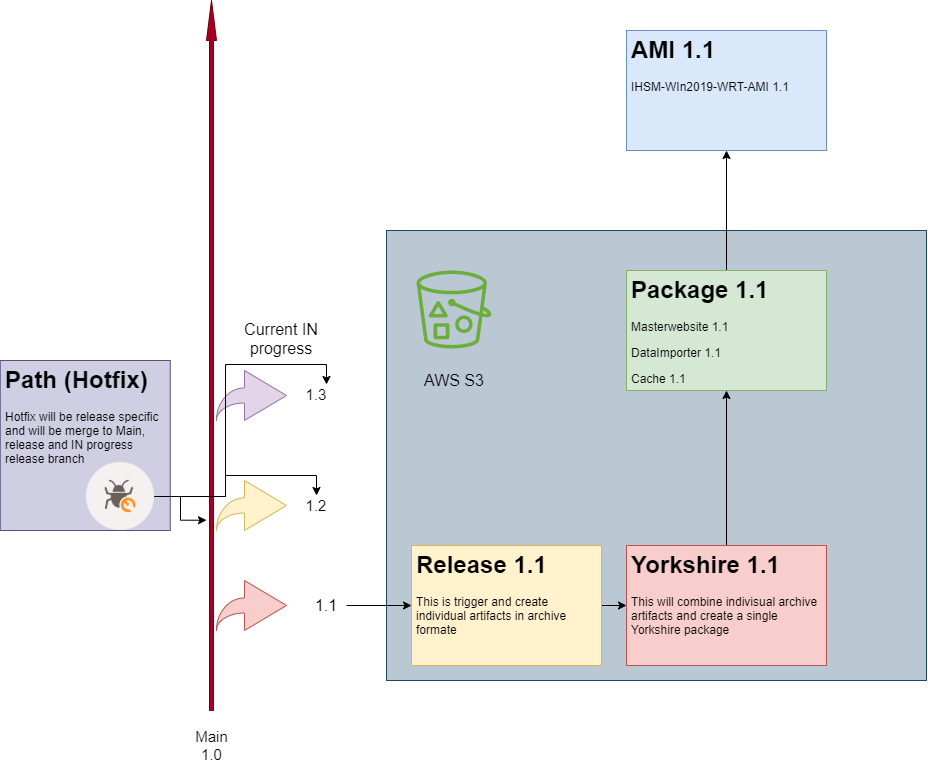 AMI 1.1
IHSM-WIn2019-WRT-AMI 1.1
Package 1.1
Masterwebsite 1.1
DataImporter 1.1
Cache 1.1
AWS S3
Current IN
progress
1.3
Path (Hotfix)
Hotfix will be release specific
and will be merge to Main,
release and IN progress
release branch
1.2
1.1
Release 1.1
This is trigger and create
individual artifacts in archive
formate
Yorkshire 1.1
This will combine indivisual archive
artifacts and create a single
Yorkshire package
Main
1.0